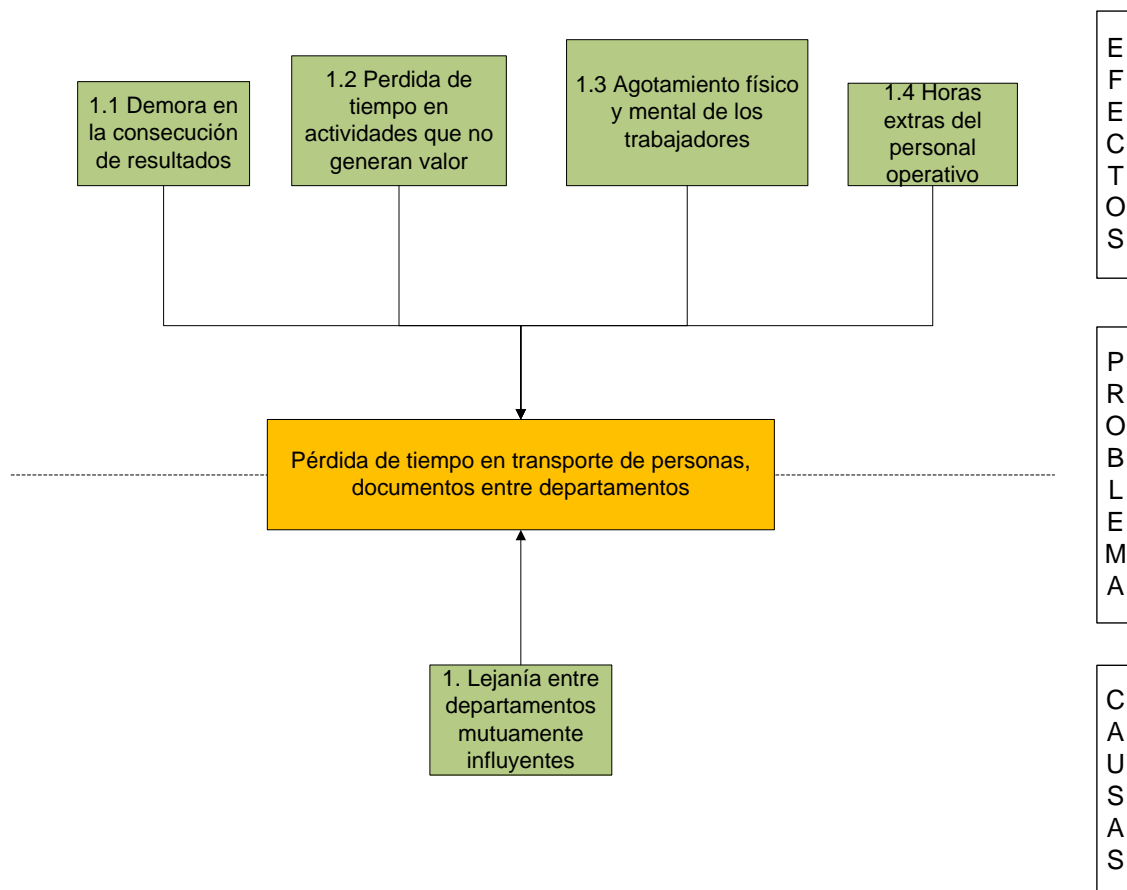 1.1 Demora en
la consecución
de resultados
1.2 Perdida de
tiempo en
actividades que no
generan valor
1.3 Agotamiento físico
y mental de los
trabajadores
1.4 Horas
extras del
personal
operativo
E
F
E
C
T
O
S
Pérdida de tiempo en transporte de personas,
documentos entre departamentos
P
R
O
B
L
E
M
A
1. Lejanía entre
departamentos
mutuamente
influyentes
C
A
U
S
A
S